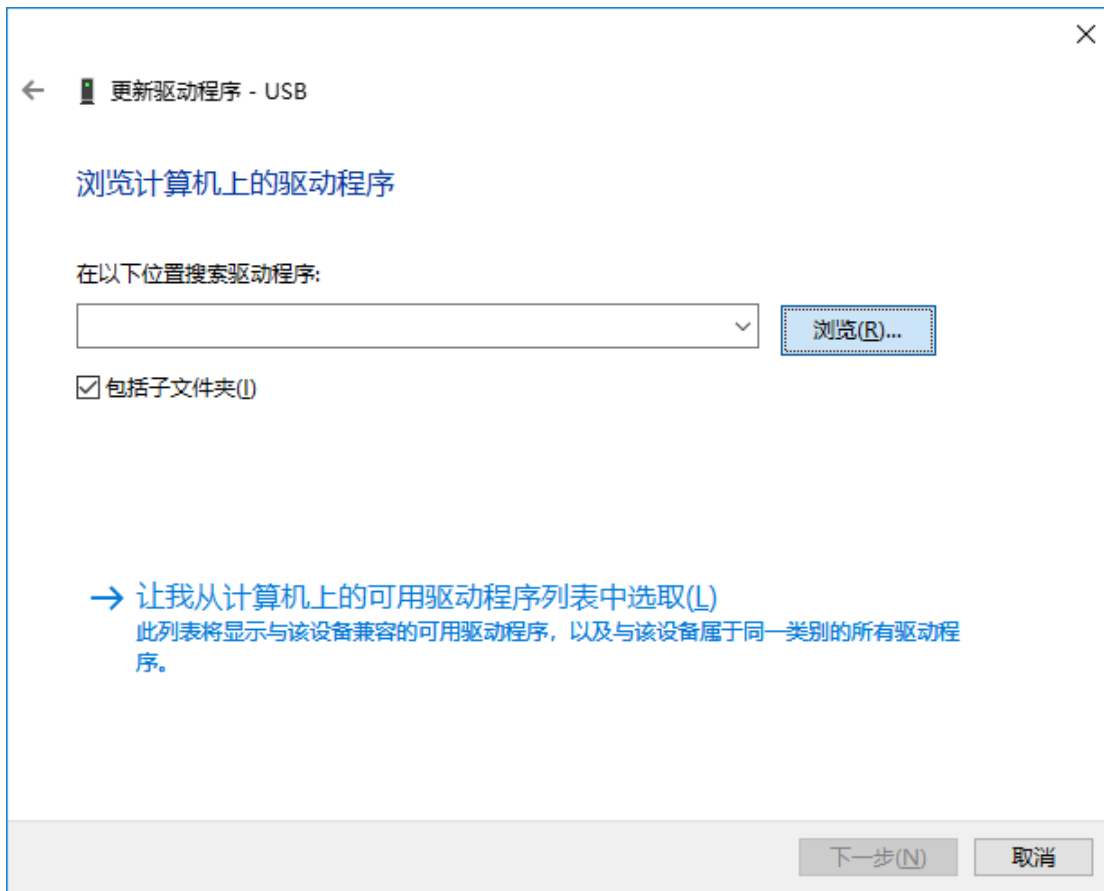 更新驱动程序 - USB
浏览计算机上的驱动程序
在以下位置搜索驱动程序:
浏览(R)...
包括子文件夹(I)
让我从计算机上的可用驱动程序列表中选取(L)
此列表将显示与该设备兼容的可用驱动程序，以及与该设备属于同一类别的所有驱动程
序。
下一步(N)
取消